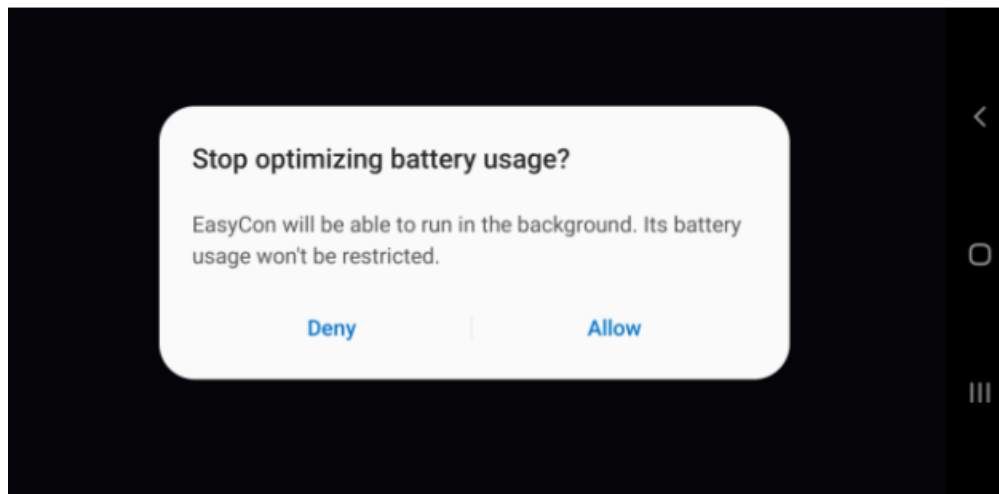 Stop optimizing battery usage?
EasyCon will be able to run in the background. Its battery
usage won't be restricted.
Deny
Allow